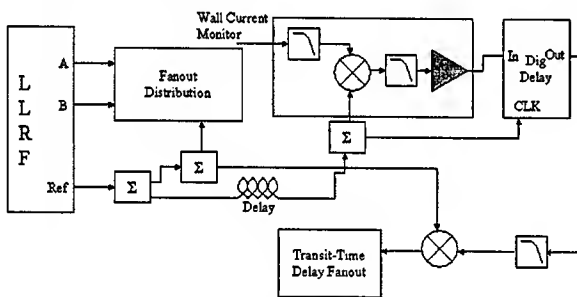 Wall Current
Monitor
L
L
R
F
A
B
Ref
Fanout
Distribution
In
Out
Dig
Delay
CLK
Σ
Σ
Σ
Delay
Transit-Time
Delay Fanout